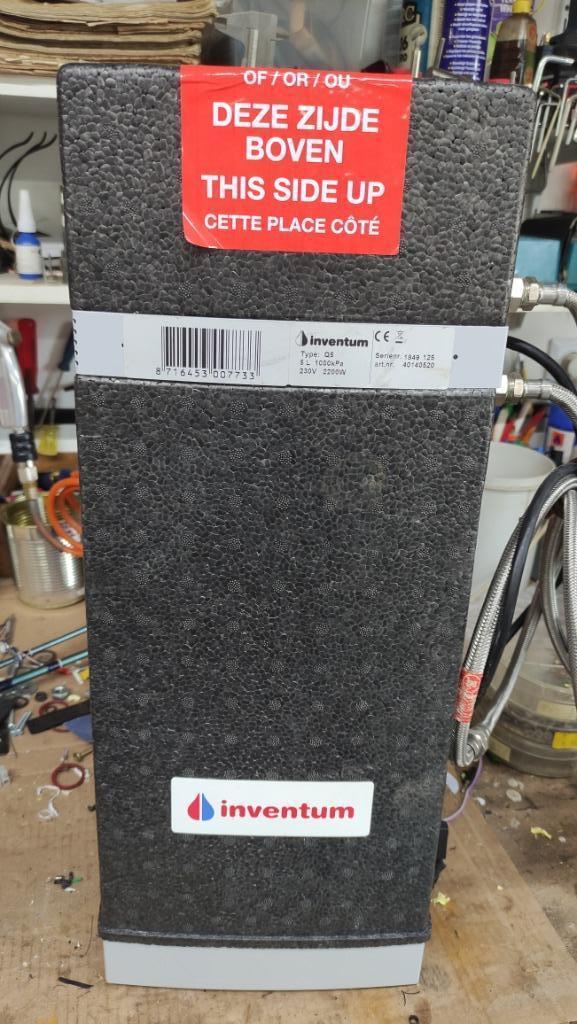 OF / OR / OU
DEZE ZIJDE
BOVEN
THIS SIDE UP
CETTE PLACE CÔTÉ
8 716453 007733
inventum
CE
Type: Q5
5 L 1000kPa
230V 2200W
Serienr. 1849 125
art.nr. 40140520
inventum